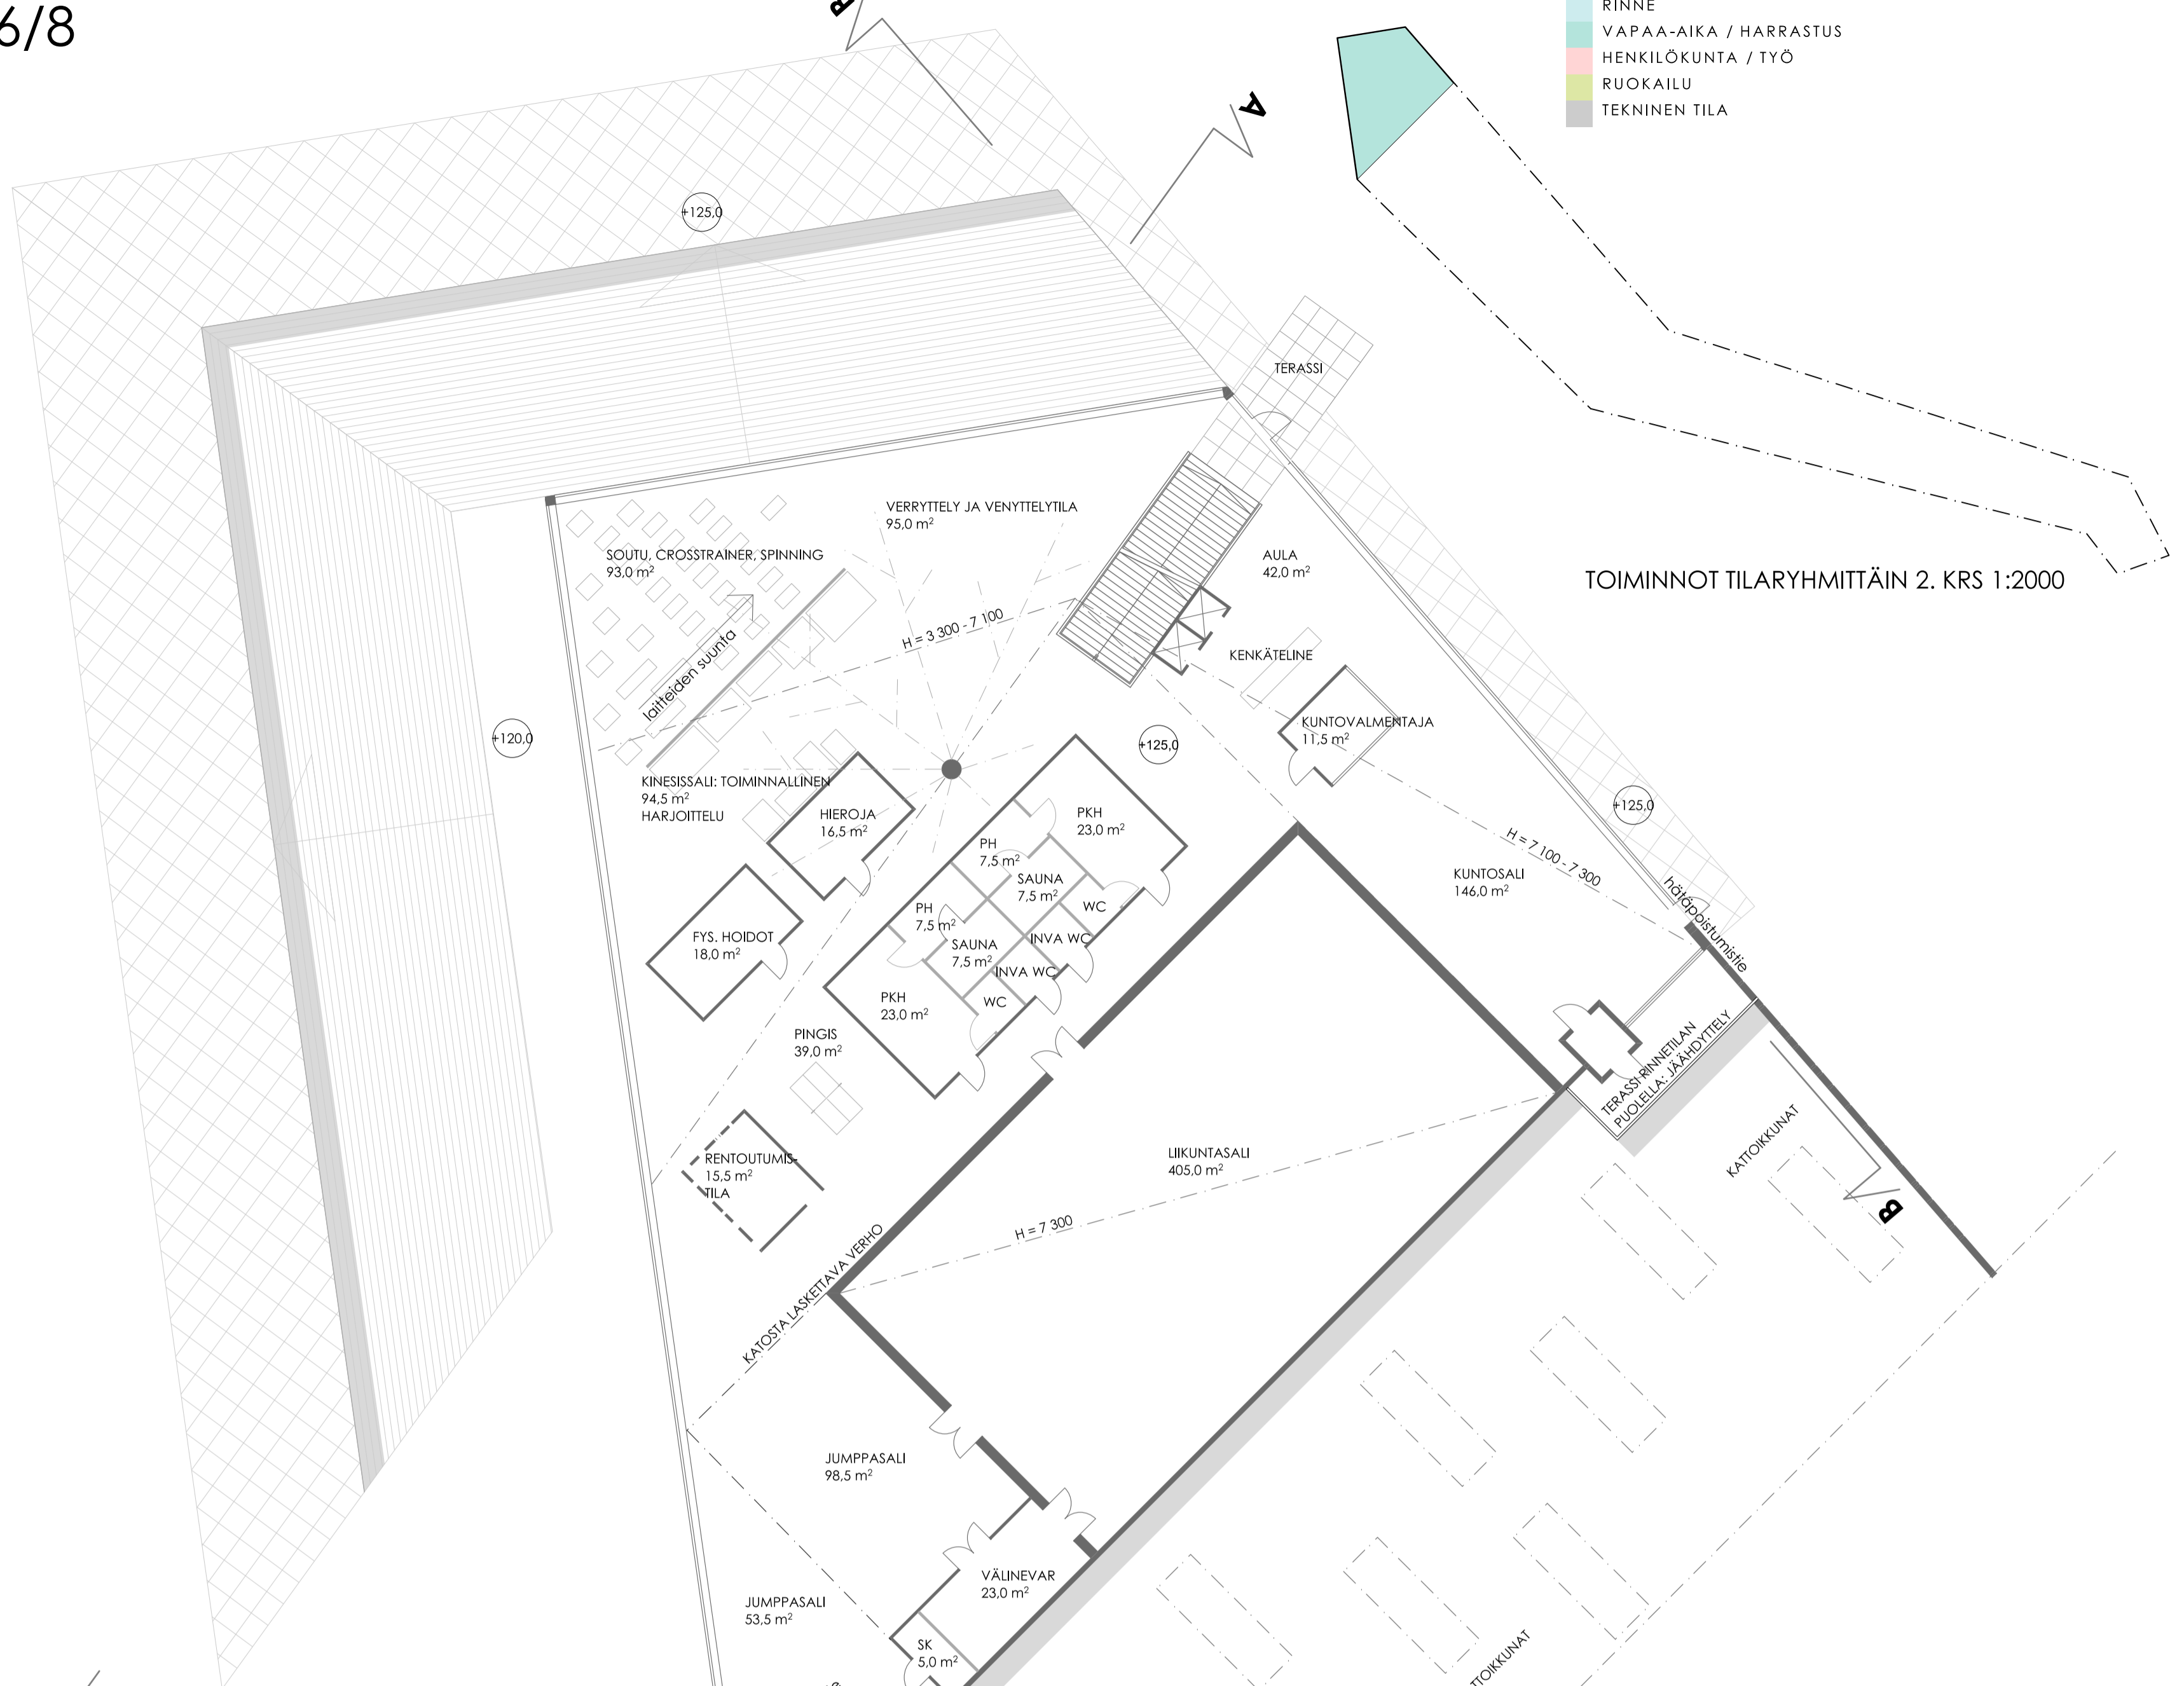 6/8
RINNE
VAPAA-AIKA / HARRASTUS
HENKILÖKUNTA / TYÖ
RUOKAILU
TEKNINEN TILA
A
+125,0
TERASSI
VERRYTTELY JA VENYTTELYTILA
95,0 m²
SOUTU, CROSSTRAINER, SPINNING
93,0 m²
AULA
42,0 m²
TOIMINNOT TILARYHMITTÄIN 2. KRS 1:2000
H = 3 300 - 7 100
laitteiden suunta
KENKÄTELINE
KUNTOVALMENTAJA
11,5 m²
+120,0
+125,0
KINESISSALI: TOIMINNALLINEN
94,5 m²
HARJOITTELU
HIEROJA
16,5 m²
PKH
23,0 m²
+125,0
PH
7,5 m²
SAUNA
7,5 m²
H = 7 100 - 7 300
KUNTOSALI
146,0 m²
hätäpoistumistie
WC
PH
7,5 m²
INVA WC
FYS. HOIDOT
18,0 m²
SAUNA
7,5 m²
INVA WC
PKH
23,0 m²
WC
PINGIS
39,0 m²
TERASSI RINNETILAN
PUOLELLA: JÄÄHDYTTELY
KATTOIKKUNAT
B
RENTOUTUMIS-
15,5 m²
TILA
LIIKUNTASALI
405,0 m²
H = 7 300
KATOSTA LASKETTAVA VERHO
JUMPPASALI
98,5 m²
VÄLINEVAR
23,0 m²
JUMPPASALI
53,5 m²
SK
5,0 m²